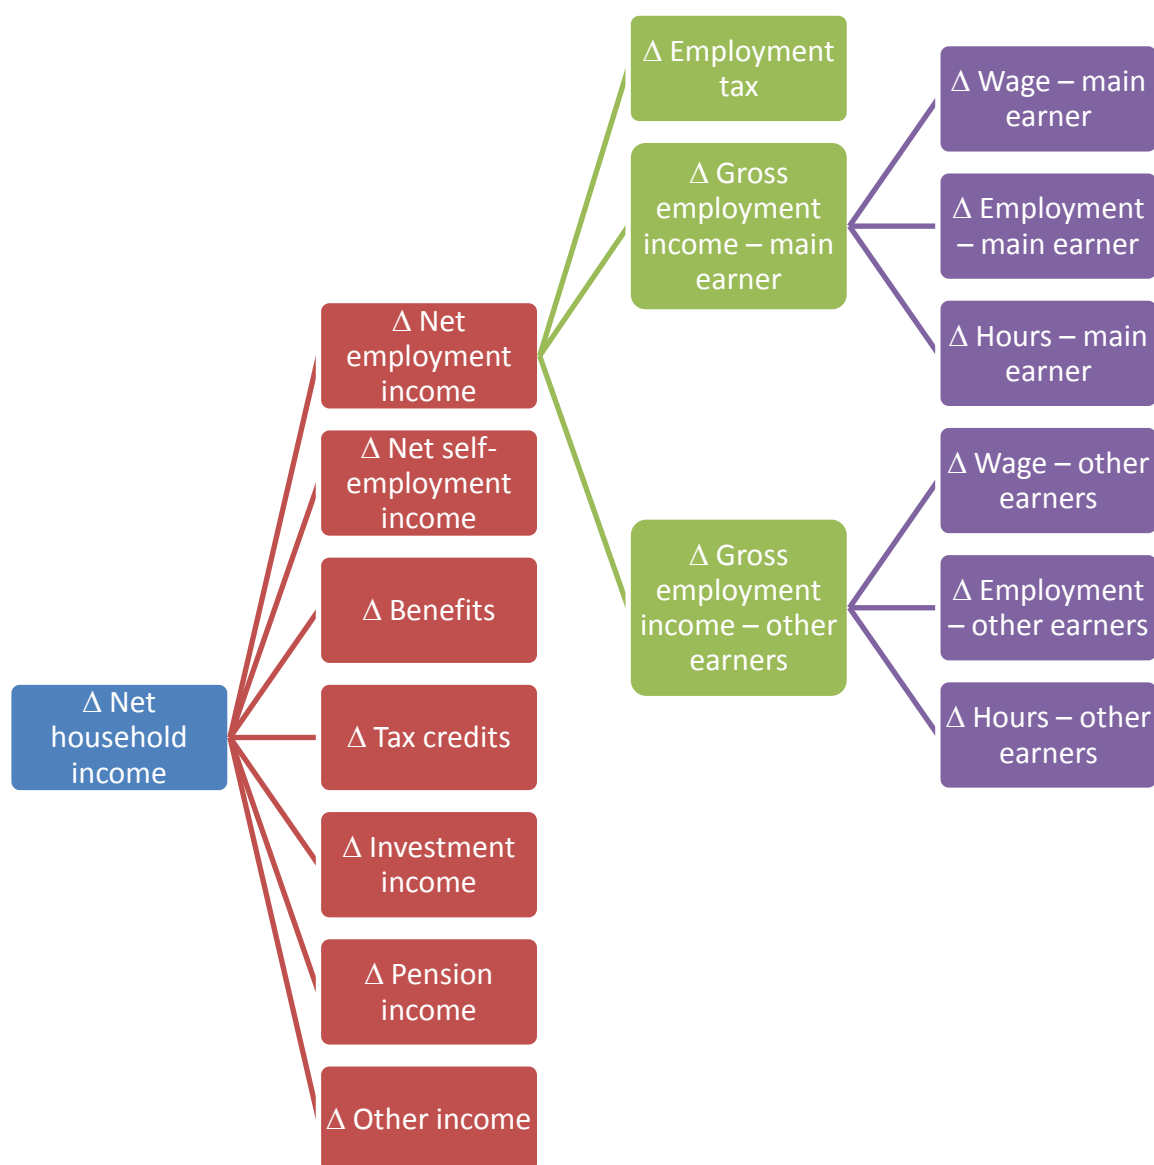 ∆ Net
household
income
∆ Net
employment
income
∆ Net self-
employment
income
∆ Benefits
∆ Tax credits
∆ Investment
income
∆ Pension
income
∆ Other income
∆ Employment
tax
∆ Gross
employment
income – main
earner
∆ Gross
employment
income – other
earners
∆ Wage – main
earner
∆ Employment
– main earner
∆ Hours – main
earner
∆ Wage – other
earners
∆ Employment
– other earners
∆ Hours – other
earners